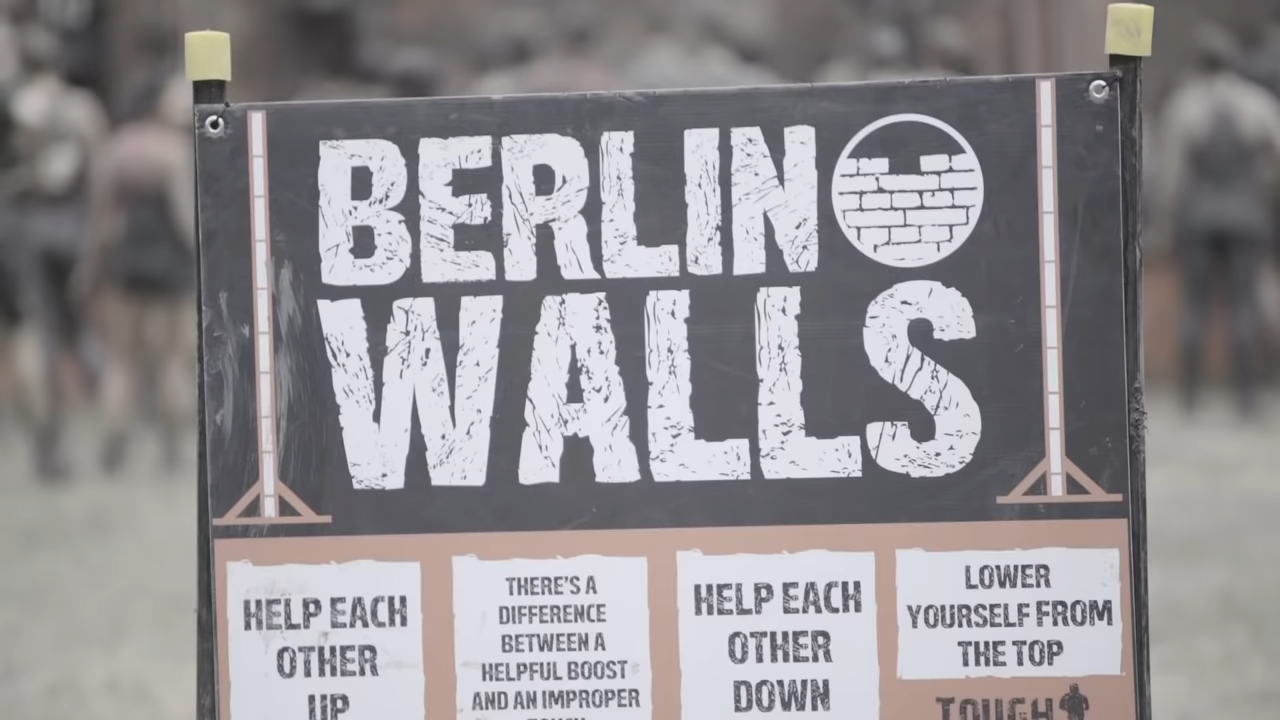 BERLIN
WALLS
HELP EACH
OTHER
UP
THERE'S A
DIFFERENCE
BETWEEN A
HELPFUL BOOST
AND AN IMPROPER
TOUCH
HELP EACH
OTHER
DOWN
LOWER
YOURSELF FROM
THE TOP
TOUGH